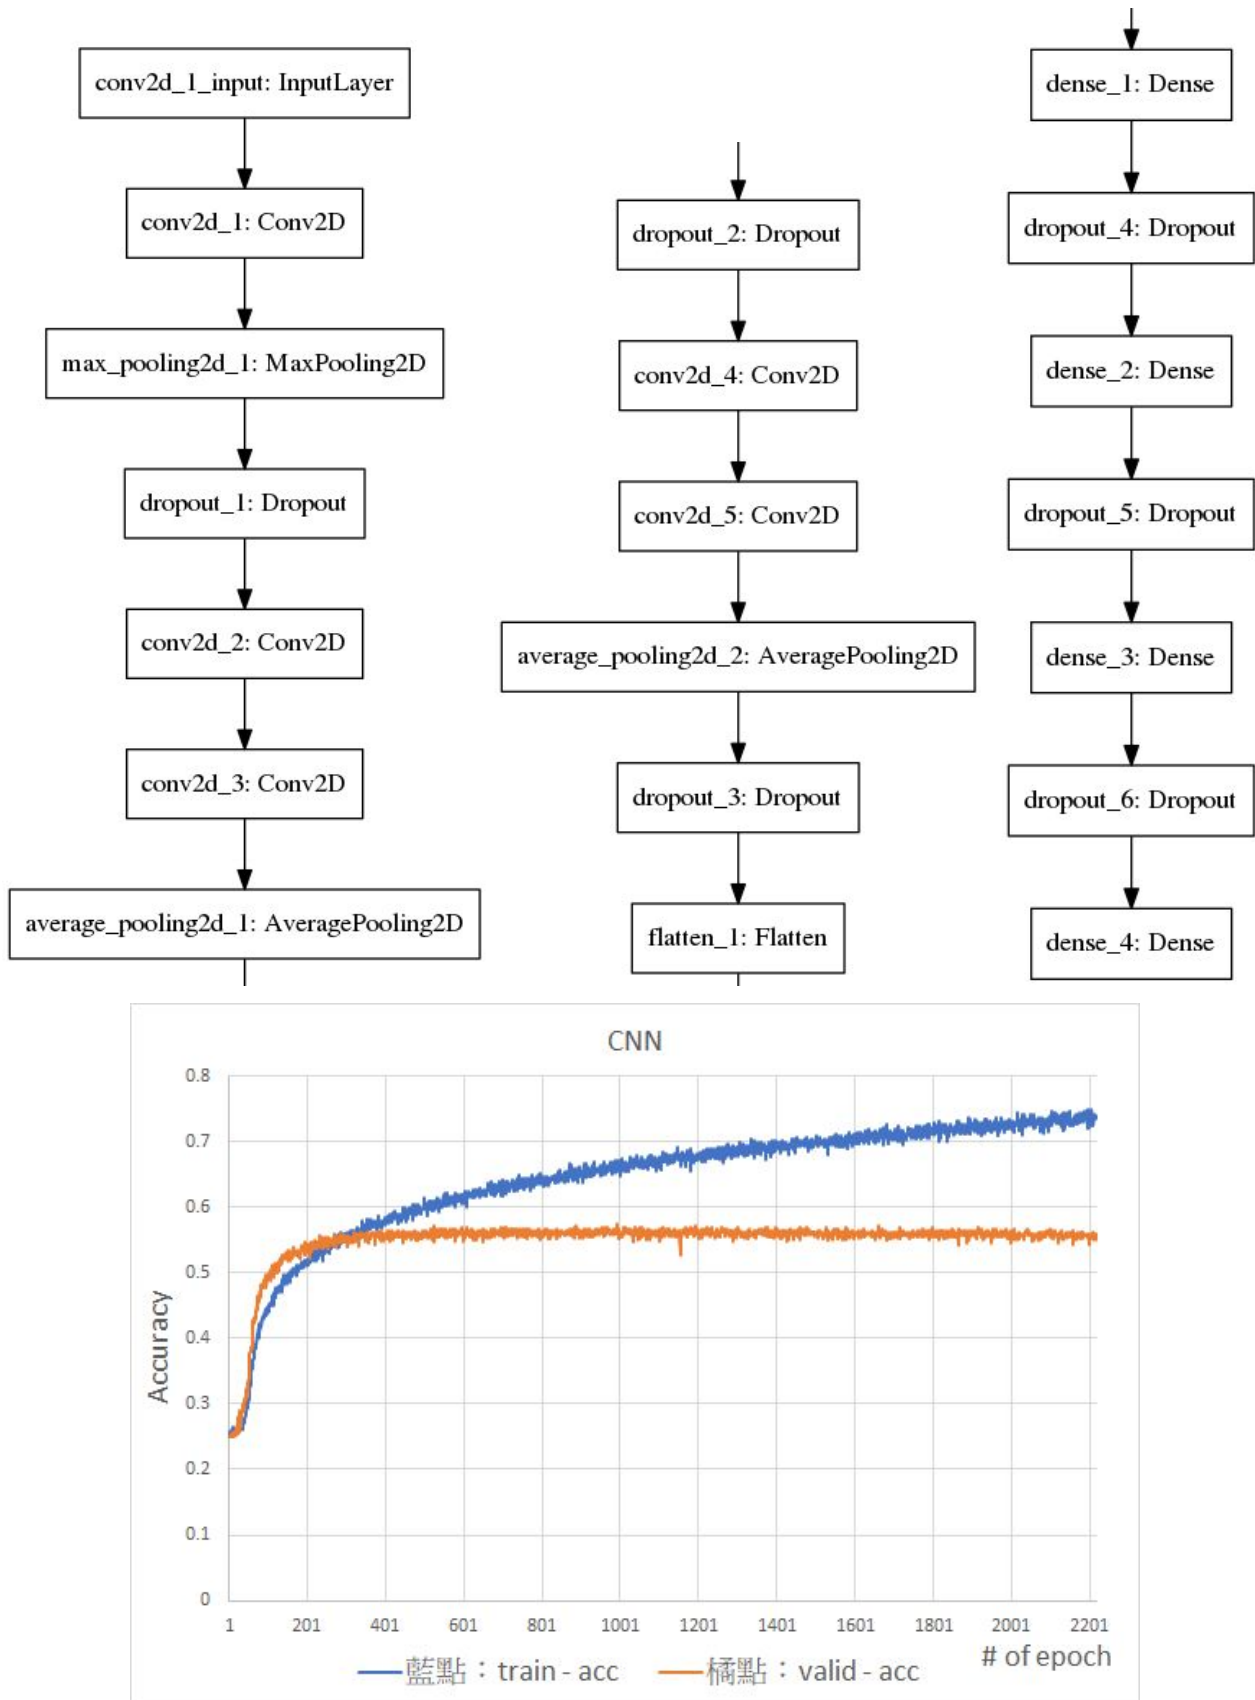 conv2d_1_input: InputLayer
conv2d_1: Conv2D
max_pooling2d_1: MaxPooling2D
dropout_1: Dropout
conv2d_2: Conv2D
conv2d_3: Conv2D
average_pooling2d_1: AveragePooling2D
dropout_2: Dropout
conv2d_4: Conv2D
conv2d_5: Conv2D
average_pooling2d_2: AveragePooling2D
dropout_3: Dropout
flatten_1: Flatten
dense_1: Dense
dropout_4: Dropout
dense_2: Dense
dropout_5: Dropout
dense_3: Dense
dropout_6: Dropout
dense_4: Dense
CNN
Accuracy
0.8
0.7
0.6
0.5
0.4
0.3
0.2
0.1
0
1 201 401 601 801 1001 1201 1401 1601 1801 2001 2201
# of epoch
藍點：train - acc 橘點：valid - acc